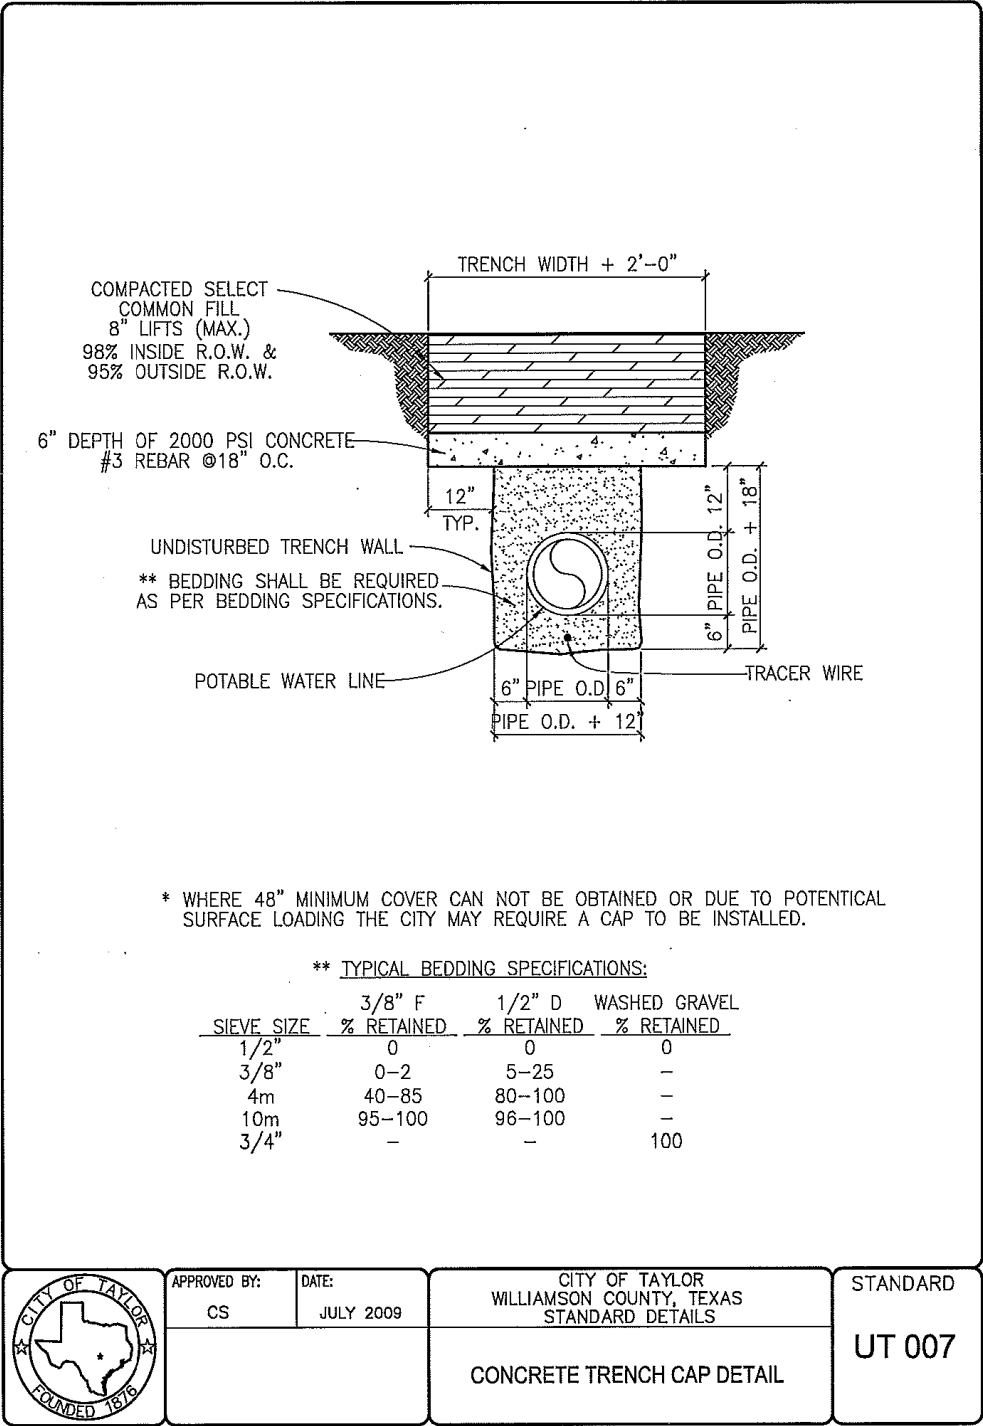 TRENCH WIDTH + 2'-0"
COMPACTED SELECT
COMMON FILL
8" LIFTS (MAX.)
98% INSIDE R.O.W. &
95% OUTSIDE R.O.W.
6" DEPTH OF 2000 PSI CONCRETE
#3 REBAR @18" O.C.
12"
TYP.
UNDISTURBED TRENCH WALL
** BEDDING SHALL BE REQUIRED
AS PER BEDDING SPECIFICATIONS.
POTABLE WATER LINE
6" PIPE O.D. 12"
PIPE O.D. + 18"
TRACER WIRE
6" PIPE O.D 6"
PIPE O.D. + 12"
* WHERE 48" MINIMUM COVER CAN NOT BE OBTAINED OR DUE TO POTENTICAL
SURFACE LOADING THE CITY MAY REQUIRE A CAP TO BE INSTALLED.
** TYPICAL BEDDING SPECIFICATIONS:
3/8" F 1/2" D WASHED GRAVEL
SIEVE SIZE % RETAINED % RETAINED % RETAINED
1/2" 0 0 0
3/8" 0-2 5-25 -
4m 40-85 80-100 -
10m 95-100 96-100 -
3/4" - - 100
CITY OF TAYLOR
FOUNDED 1876
APPROVED BY:
CS
DATE:
JULY 2009
CITY OF TAYLOR
WILLIAMSON COUNTY, TEXAS
STANDARD DETAILS
CONCRETE TRENCH CAP DETAIL
STANDARD
UT 007